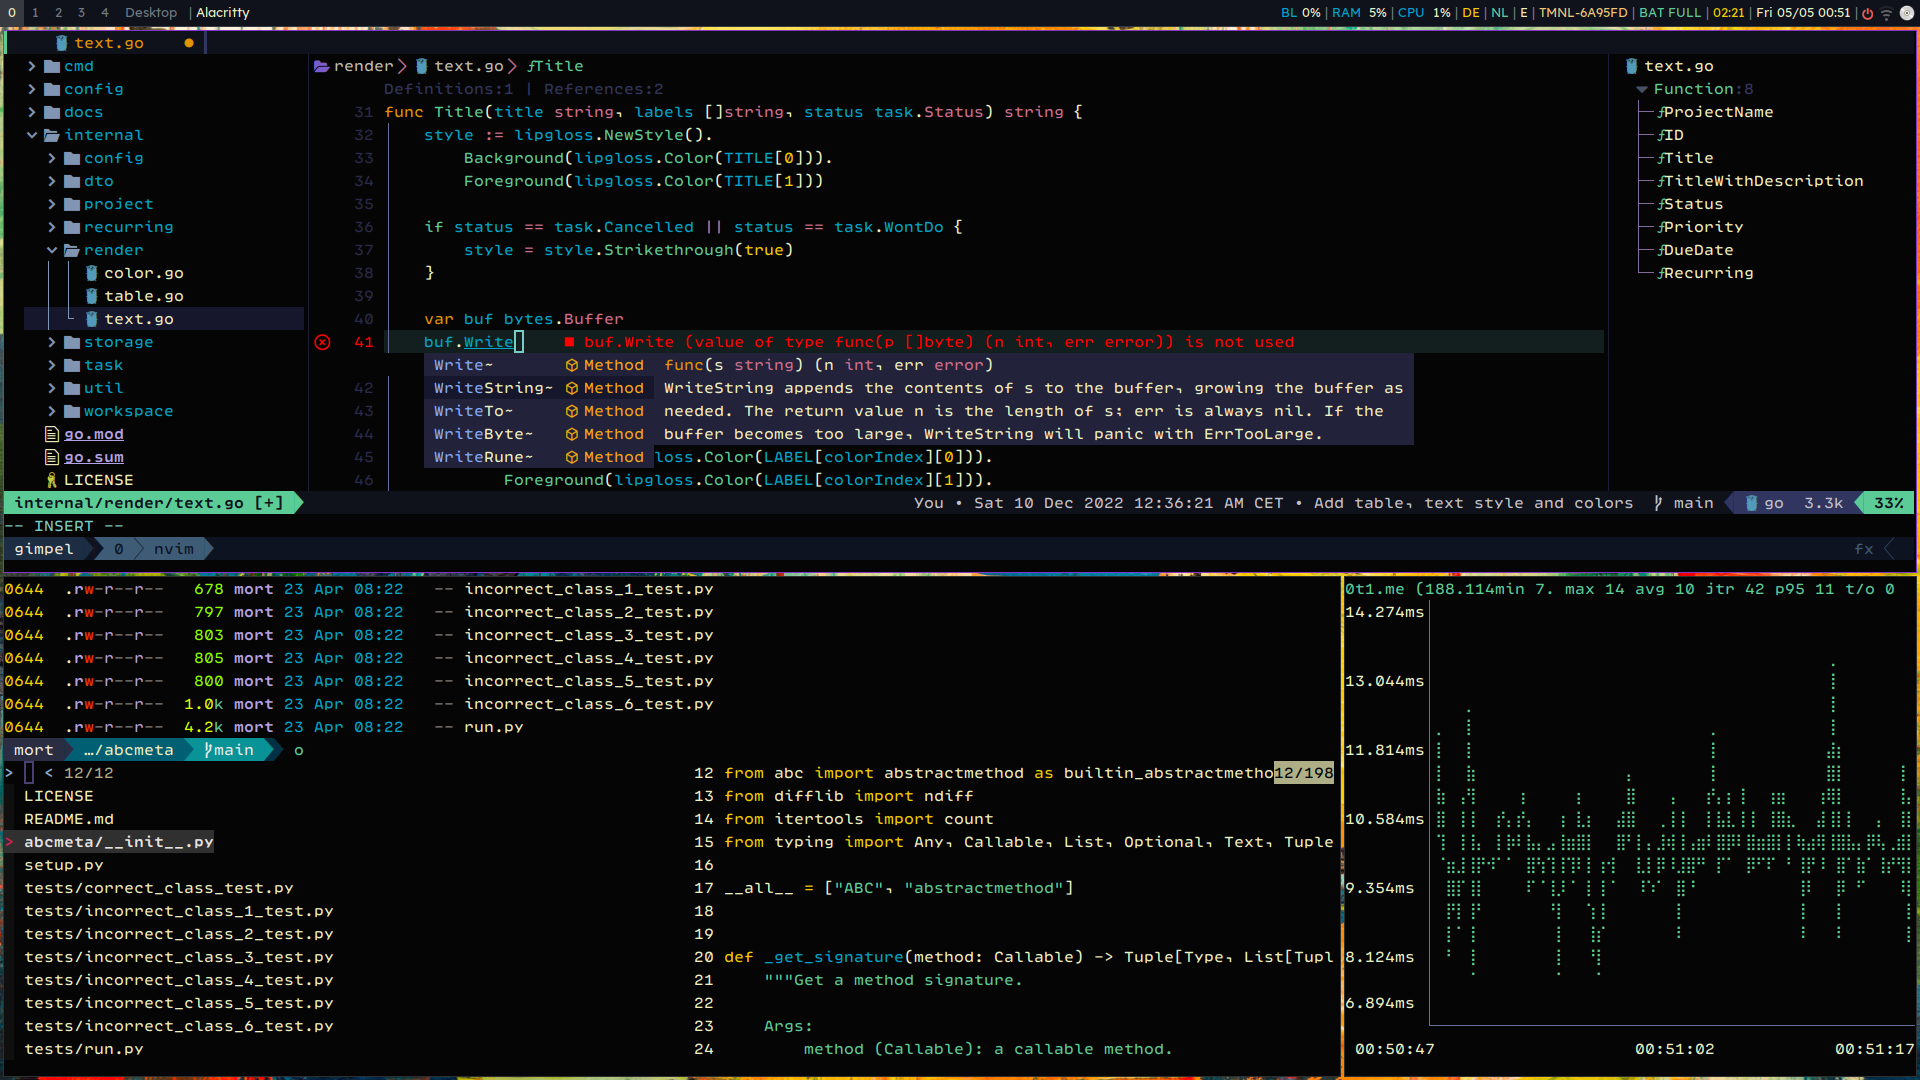 0 1 2 3 4 Desktop | Alacritty
BL 0% | RAM 5% | CPU 1% | DE | NL | E | TMNL-6A95FD | BAT FULL | 02:21 | Fri 05/05 00:51 |
text.go
cmd
config
docs
internal
config
dto
project
recurring
render
color.go
table.go
text.go
storage
task
util
workspace
go.mod
go.sum
LICENSE
render > text.go > ƒTitle
Definitions:1 | References:2
31 func Title(title string, labels []string, status task.Status) string {
32 style := lipgloss.NewStyle().
33 Background(lipgloss.Color(TITLE[0])).
34 Foreground(lipgloss.Color(TITLE[1]))
35
36 if status == task.Cancelled || status == task.WontDo {
37 style = style.Strikethrough(true)
38 }
39
40 var buf bytes.Buffer
41 buf.Write ■ buf.Write (value of type func(p []byte) (n int, err error)) is not used
Write~ Method func(s string) (n int, err error)
42 WriteString~ Method WriteString appends the contents of s to the buffer, growing the buffer as
43 WriteTo~ Method needed. The return value n is the length of s; err is always nil. If the
44 WriteByte~ Method buffer becomes too large, WriteString will panic with ErrTooLarge.
45 WriteRune~ Method loss.Color(LABEL[colorIndex][0])).
46 Foreground(lipgloss.Color(LABEL[colorIndex][1])).
text.go
Function:8
ƒProjectName
ƒID
ƒTitle
ƒTitleWithDescription
ƒStatus
ƒPriority
ƒDueDate
ƒRecurring
internal/render/text.go [+] You • Sat 10 Dec 2022 12:36:21 AM CET • Add table, text style and colors main go 3.3k 33%
-- INSERT --
gimpel 0 nvim fx
0644 .rw-r--r-- 678 mort 23 Apr 08:22 -- incorrect_class_1_test.py
0644 .rw-r--r-- 797 mort 23 Apr 08:22 -- incorrect_class_2_test.py
0644 .rw-r--r-- 803 mort 23 Apr 08:22 -- incorrect_class_3_test.py
0644 .rw-r--r-- 805 mort 23 Apr 08:22 -- incorrect_class_4_test.py
0644 .rw-r--r-- 800 mort 23 Apr 08:22 -- incorrect_class_5_test.py
0644 .rw-r--r-- 1.0k mort 23 Apr 08:22 -- incorrect_class_6_test.py
0644 .rw-r--r-- 4.2k mort 23 Apr 08:22 -- run.py
mort …/abcmeta main o
> < 12/12
LICENSE
README.md
> abcmeta/__init__.py
setup.py
tests/correct_class_test.py
tests/incorrect_class_1_test.py
tests/incorrect_class_2_test.py
tests/incorrect_class_3_test.py
tests/incorrect_class_4_test.py
tests/incorrect_class_5_test.py
tests/incorrect_class_6_test.py
tests/run.py
12 from abc import abstractmethod as builtin_abstractmetho 12/198
13 from difflib import ndiff
14 from itertools import count
15 from typing import Any, Callable, List, Optional, Text, Tuple
16
17 __all__ = ["ABC", "abstractmethod"]
18
19
20 def _get_signature(method: Callable) -> Tuple[Type, List[Tupl
21 """Get a method signature.
22
23 Args:
24 method (Callable): a callable method.
0t1.me (188.114min 7. max 14 avg 10 jtr 42 p95 11 t/o 0
14.274ms
13.044ms
11.814ms
10.584ms
9.354ms
8.124ms
6.894ms
00:50:47 00:51:02 00:51:17